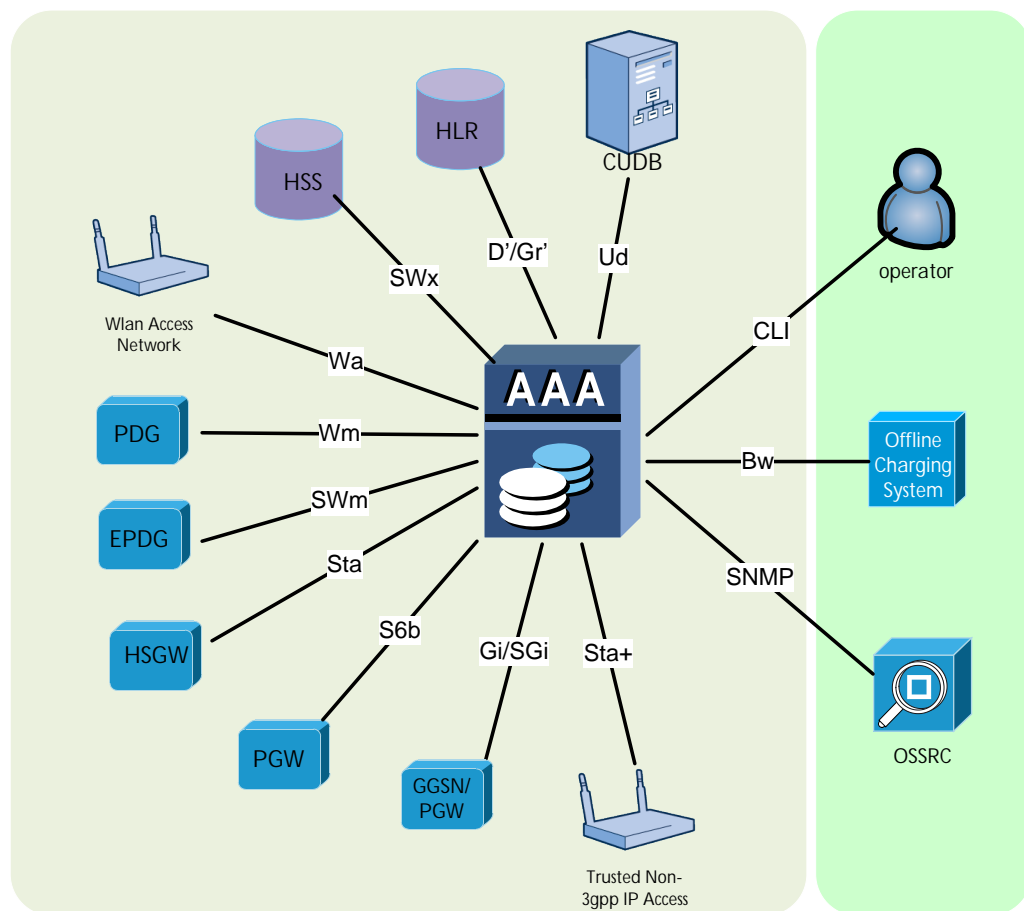 HLR
CUDB
HSS
D'/Gr'
Ud
SWx
operator
Wlan Access
Network
CLI
Wa
AAA
PDG
Wm
Bw
Offline
Charging
System
SWm
EPDG
Sta
SNMP
S6b
HSGW
Gi/SGi
Sta+
PGW
OSSRC
GGSN/
PGW
Trusted Non-
3gpp IP Access